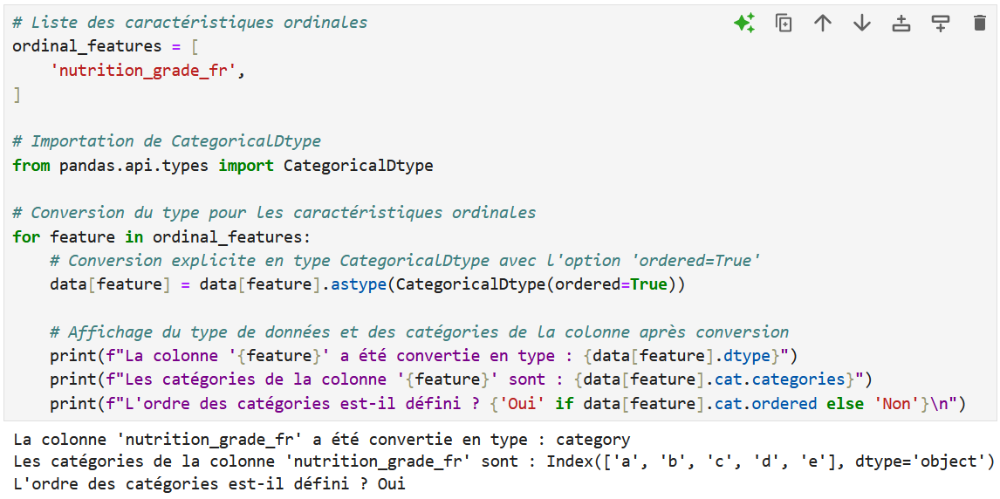 # Liste des caractéristiques ordinales
ordinal_features = [
    'nutrition_grade_fr',
]

# Importation de CategoricalDtype
from pandas.api.types import CategoricalDtype

# Conversion du type pour les caractéristiques ordinales
for feature in ordinal_features:
    # Conversion explicite en type CategoricalDtype avec l'option 'ordered=True'
    data[feature] = data[feature].astype(CategoricalDtype(ordered=True))

    # Affichage du type de données et des catégories de la colonne après conversion
    print(f"La colonne '{feature}' a été convertie en type : {data[feature].dtype}")
    print(f"Les catégories de la colonne '{feature}' sont : {data[feature].cat.categories}")
    print(f"L'ordre des catégories est-il défini ? {'Oui' if data[feature].cat.ordered else 'Non'}\n")
La colonne 'nutrition_grade_fr' a été convertie en type : category
Les catégories de la colonne 'nutrition_grade_fr' sont : Index(['a', 'b', 'c', 'd', 'e'], dtype='object')
L'ordre des catégories est-il défini ? Oui